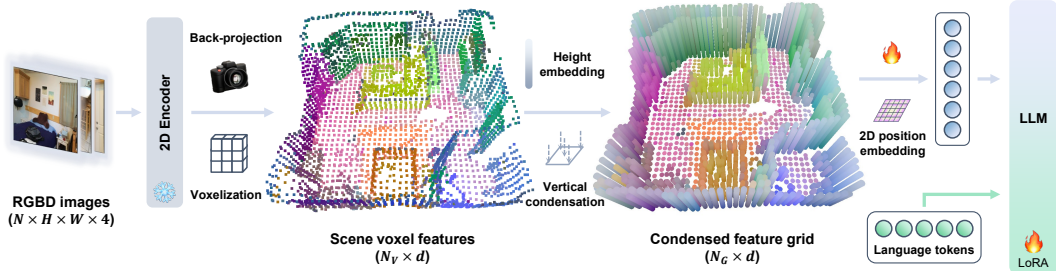 RGBD images
(N × H × W × 4)
2D Encoder
Back-projection
Voxelization
Scene voxel features
(N_V × d)
Height
embedding
Vertical
condensation
Condensed feature grid
(N_G × d)
2D position
embedding
Language tokens
LLM
LoRA